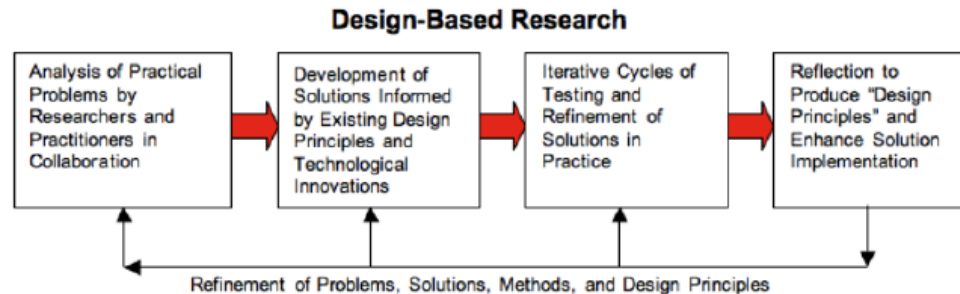 Design-Based Research
Analysis of Practical
Problems by
Researchers and
Practitioners in
Collaboration
Development of
Solutions Informed
by Existing Design
Principles and
Technological
Innovations
Iterative Cycles of
Testing and
Refinement of
Solutions in
Practice
Reflection to
Produce "Design
Principles" and
Enhance Solution
Implementation
Refinement of Problems, Solutions, Methods, and Design Principles